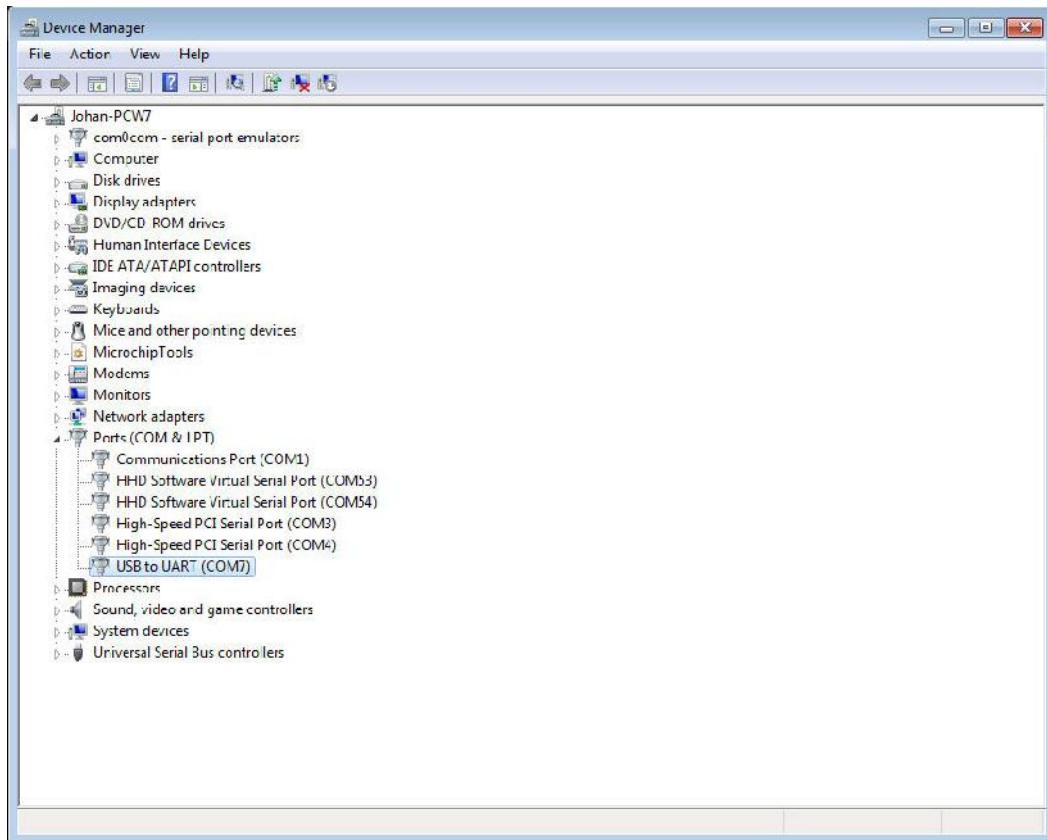 Device Manager
File Action View Help
Johan-PCW7
com0com - serial port emulators
Computer
Disk drives
Display adapters
DVD/CD-ROM drives
Human Interface Devices
IDE ATA/ATAPI controllers
Imaging devices
Keyboards
Mice and other pointing devices
MicrochipTools
Modems
Monitors
Network adapters
Ports (COM & LPT)
Communications Port (COM1)
HHD Software Virtual Serial Port (COM53)
HHD Software Virtual Serial Port (COM54)
High-Speed PCI Serial Port (COM3)
High-Speed PCI Serial Port (COM4)
USB to UART (COM7)
Processors
Sound, video and game controllers
System devices
Universal Serial Bus controllers